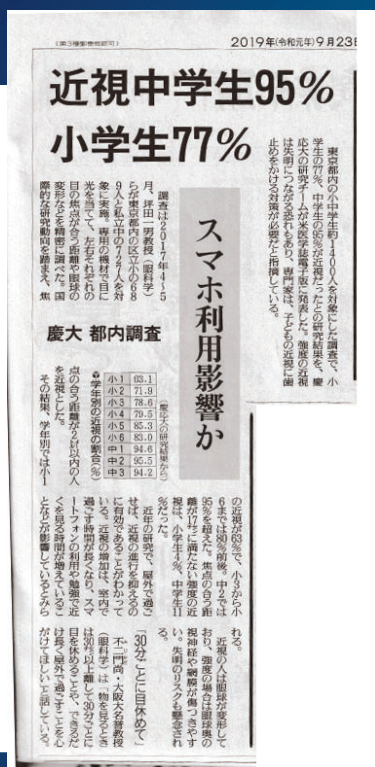 (第3種郵便物認可)
2019年(令和元年)9月23日
近視中学生95%
小学生77%
スマホ利用影響か
慶大 都内調査
東京都内の小中学生約1400人を対象にした調査で、小
学生の77%、中学生の95%が近視だったとの研究結果を、慶
応大の研究チームが米医学誌電子版に発表した。強度の近視
は失明につながる恐れもあり、専門家は、子どもの近視に歯
止めをかける対策が必要だと指摘している。
調査は2017年4〜5
月、坪田一男教授(眼科学)
らが東京都内の区立小の68
9人と私立中の727人を対
象に実施。専用の機材で目に
光を当てて、左右それぞれの
目の焦点が合う距離や眼球の
変形などを精密に調べた。国
際的な研究動向を踏まえ、焦
点の合う距離が2㍍以内の人
を近視とした。
その結果、学年別では小1
学年別の近視の割合(%)
(慶応大の研究結果から)
小1 63.1
小2 71.9
小3 78.6
小4 79.5
小5 85.3
小6 83.0
中1 94.6
中2 95.5
中3 94.2
の近視が63%で、小3から小
6までは80%前後。中2では
95%を超えた。焦点の合う距
離が17㌢に満たない強度の近
視は、小学生4%、中学生11
%だった。
近年の研究で、屋外で過ご
せば、近視の進行を抑えるの
に有効であることがわかって
いる。近視の増加は、室内で
過ごす時間が長くなり、スマ
ートフォンの利用や勉強で近
くを見る時間が増えているこ
となどが影響しているとみら
れる。
近視の人は眼球が変形して
おり、強度の場合は眼球奥の
視神経や網膜が傷つきやす
い。失明のリスクも懸念され
る。
「30分ごとに目休めて」
不二門尚・大阪大名誉教授
(眼科学)は「物を見るとき
は30㌢以上離して30分ごとに
目を休めることや、できるだ
け長く屋外で過ごすことを心
がけてほしい」と話している。